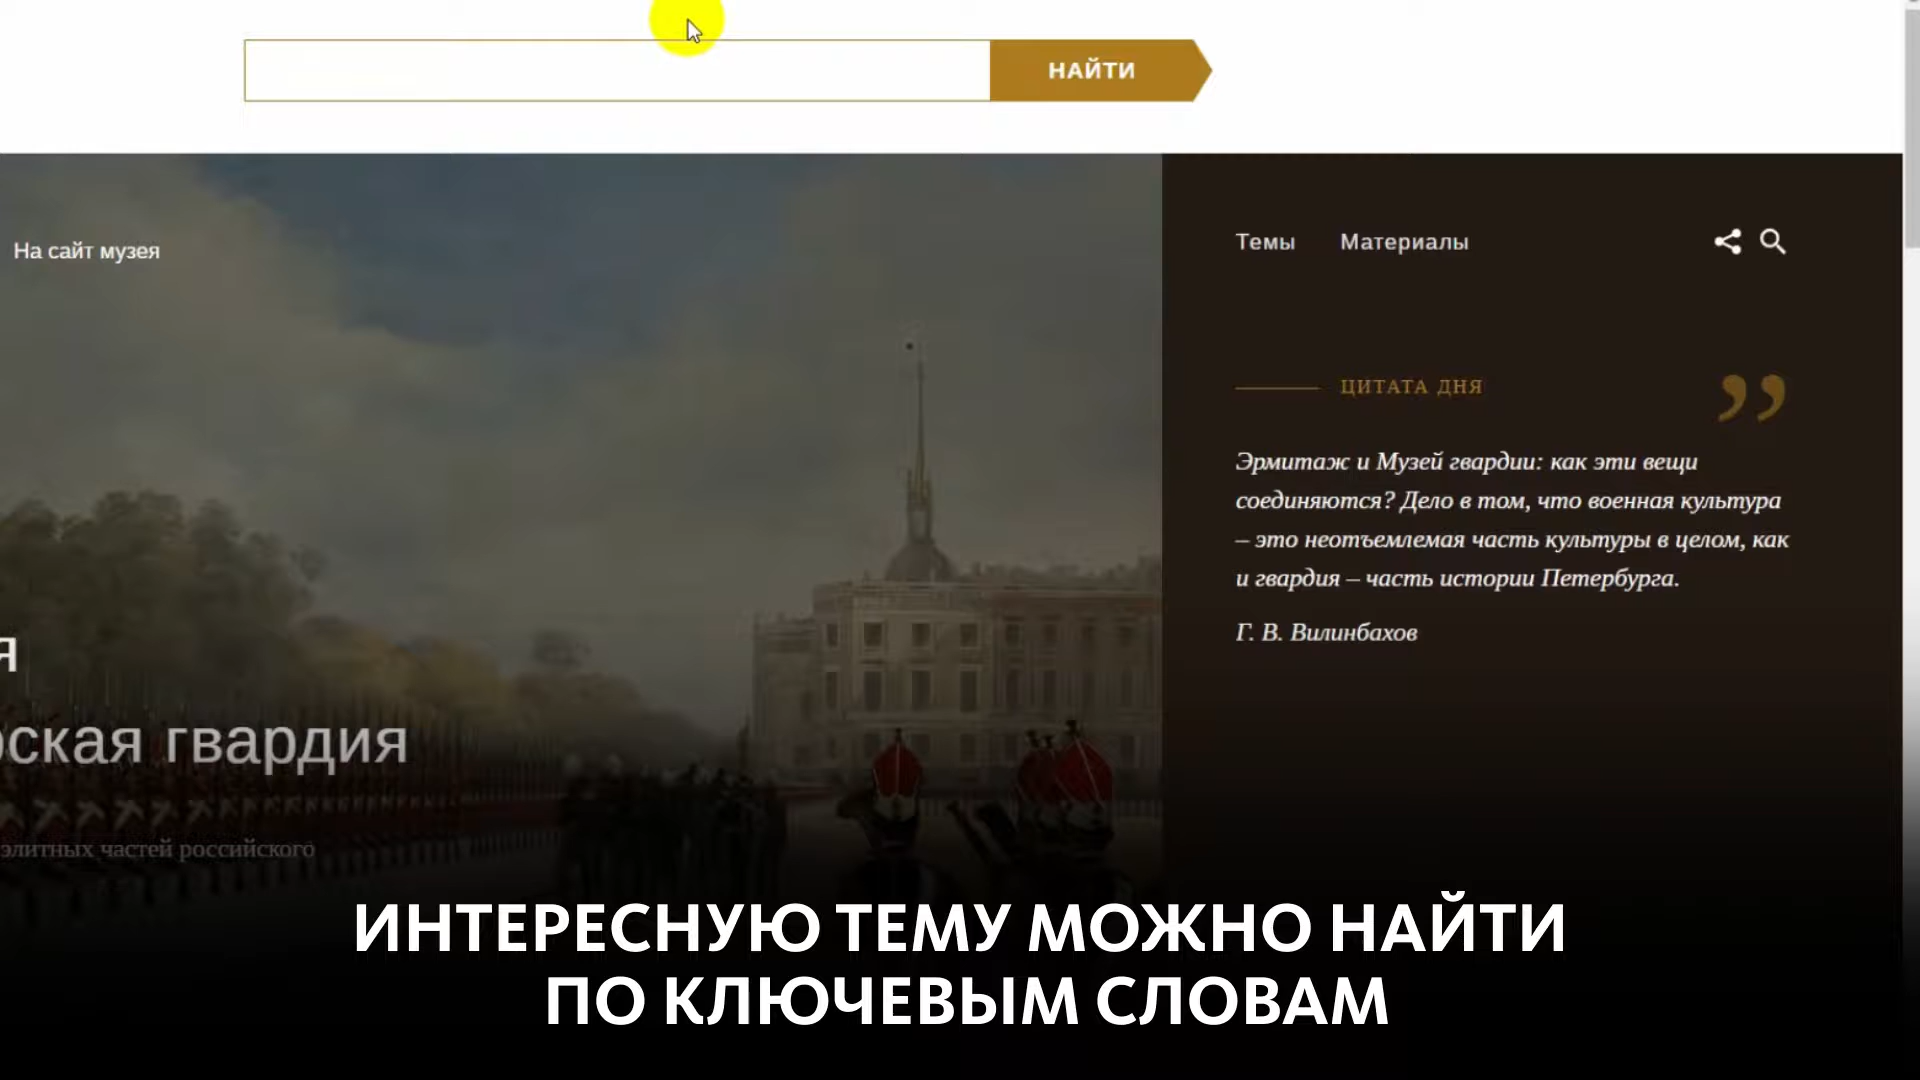 НАЙТИ
На сайт музея
Темы Материалы
ЦИТАТА ДНЯ
Эрмитаж и Музей гвардии: как эти вещи
соединяются? Дело в том, что военная культура
– это неотъемлемая часть культуры в целом, как
и гвардия – часть истории Петербурга.
Г. В. Вилинбахов
я
рская гвардия
элитных частей российского
ИНТЕРЕСНУЮ ТЕМУ МОЖНО НАЙТИ
ПО КЛЮЧЕВЫМ СЛОВАМ